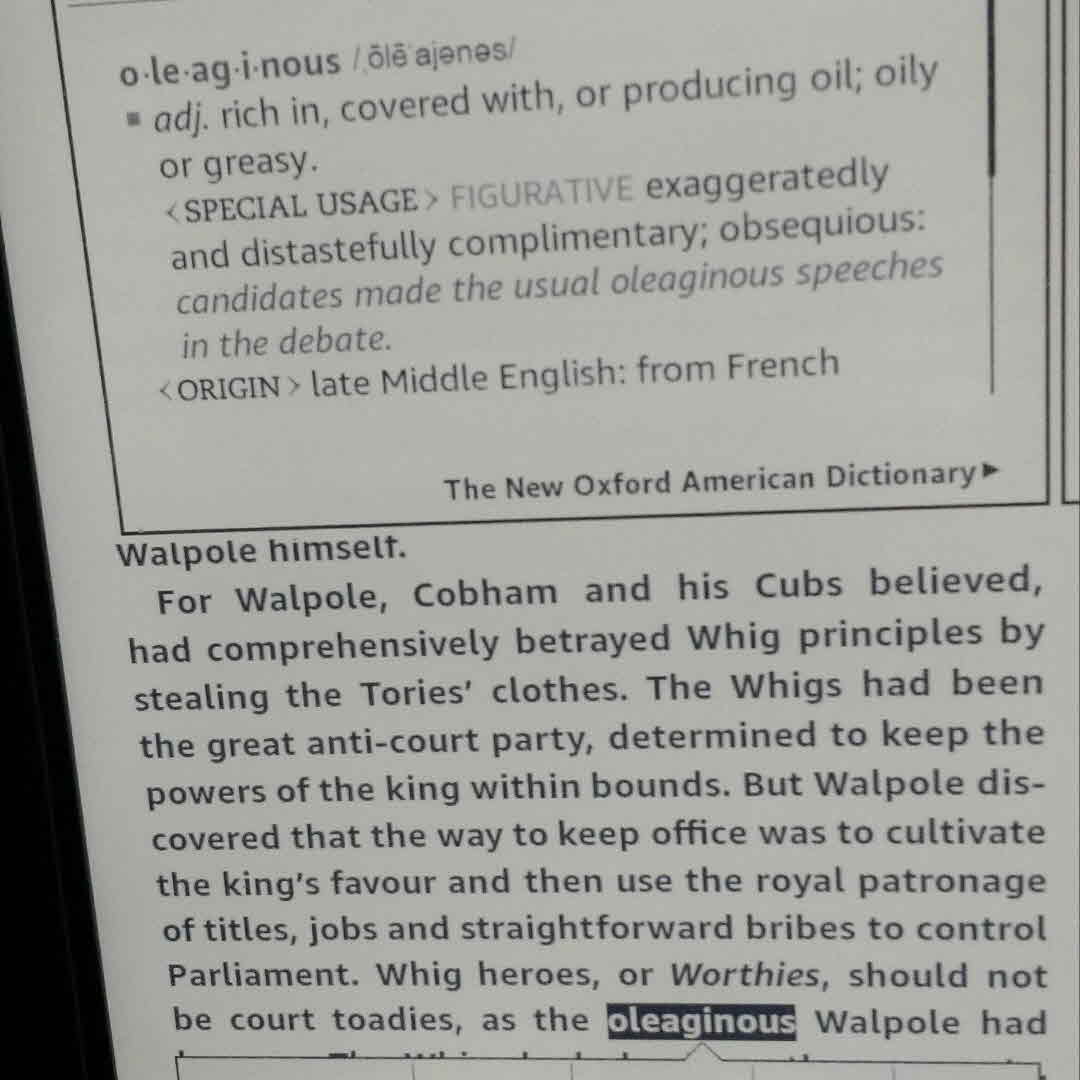 o·le·ag·i·nous /ˌōlēˈajənəs/
▪ adj. rich in, covered with, or producing oil; oily
or greasy.
‹SPECIAL USAGE› FIGURATIVE exaggeratedly
and distastefully complimentary; obsequious:
candidates made the usual oleaginous speeches
in the debate.
‹ORIGIN› late Middle English: from French
The New Oxford American Dictionary▶
Walpole himself.
For Walpole, Cobham and his Cubs believed,
had comprehensively betrayed Whig principles by
stealing the Tories’ clothes. The Whigs had been
the great anti-court party, determined to keep the
powers of the king within bounds. But Walpole dis-
covered that the way to keep office was to cultivate
the king’s favour and then use the royal patronage
of titles, jobs and straightforward bribes to control
Parliament. Whig heroes, or Worthies, should not
be court toadies, as the oleaginous Walpole had